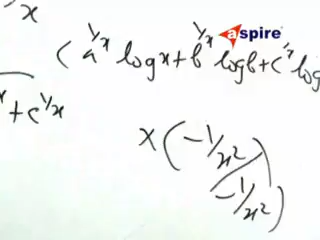 x
aspire
( a^1/x log x + b^1/x log b + c^1/x log
+ c^1/x
x ( -1/x²
-1/x² )